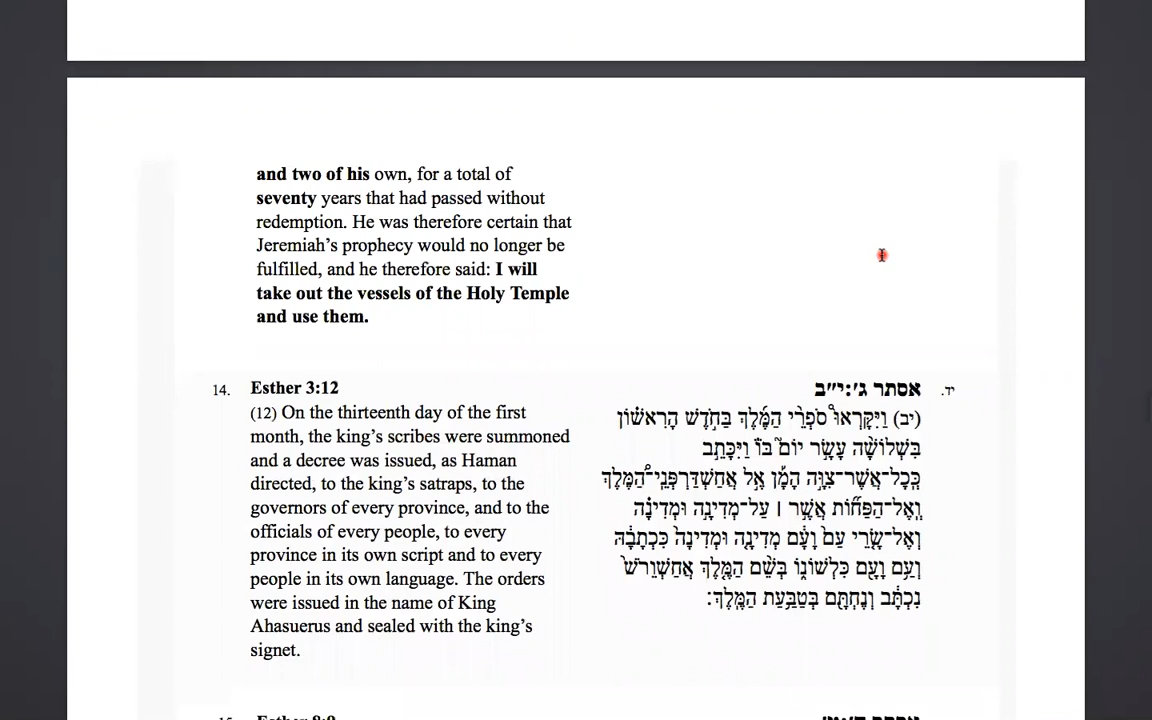 and two of his own, for a total of
seventy years that had passed without
redemption. He was therefore certain that
Jeremiah’s prophecy would no longer be
fulfilled, and he therefore said: I will
take out the vessels of the Holy Temple
and use them.
14. Esther 3:12
(12) On the thirteenth day of the first
month, the king’s scribes were summoned
and a decree was issued, as Haman
directed, to the king’s satraps, to the
governors of every province, and to the
officials of every people, to every
province in its own script and to every
people in its own language. The orders
were issued in the name of King
Ahasuerus and sealed with the king’s
signet.
יד. אסתר ג׳:י״ב
(יב) וַיִּקָּרְאוּ֩ סֹפְרֵ֨י הַמֶּ֜לֶךְ בַּחֹ֣דֶשׁ הָרִאשׁ֗וֹן
בִּשְׁלוֹשָׁ֨ה עָשָׂ֣ר יוֹם֮ בּוֹ֒ וַיִּכָּתֵ֣ב
כְּֽכָל־אֲשֶׁר־צִוָּ֣ה הָמָ֡ן אֶ֣ל אֲחַשְׁדַּרְפְּנֵֽי־הַ֠מֶּלֶךְ
וְֽאֶל־הַפַּח֞וֹת אֲשֶׁ֣ר ׀ עַל־מְדִינָ֣ה וּמְדִינָ֗ה
וְאֶל־שָׂ֤רֵי עַם֙ וָעָ֔ם מְדִינָ֤ה וּמְדִינָה֙ כִּכְתָבָ֔הּ
וְעַ֥ם וָעָ֖ם כִּלְשׁוֹנ֑וֹ בְּשֵׁ֨ם הַמֶּ֤לֶךְ אֲחַשְׁוֵרֹשׁ֙
נִכְתָּ֔ב וְנֶחְתָּ֖ם בְּטַבַּ֥עַת הַמֶּֽלֶךְ׃